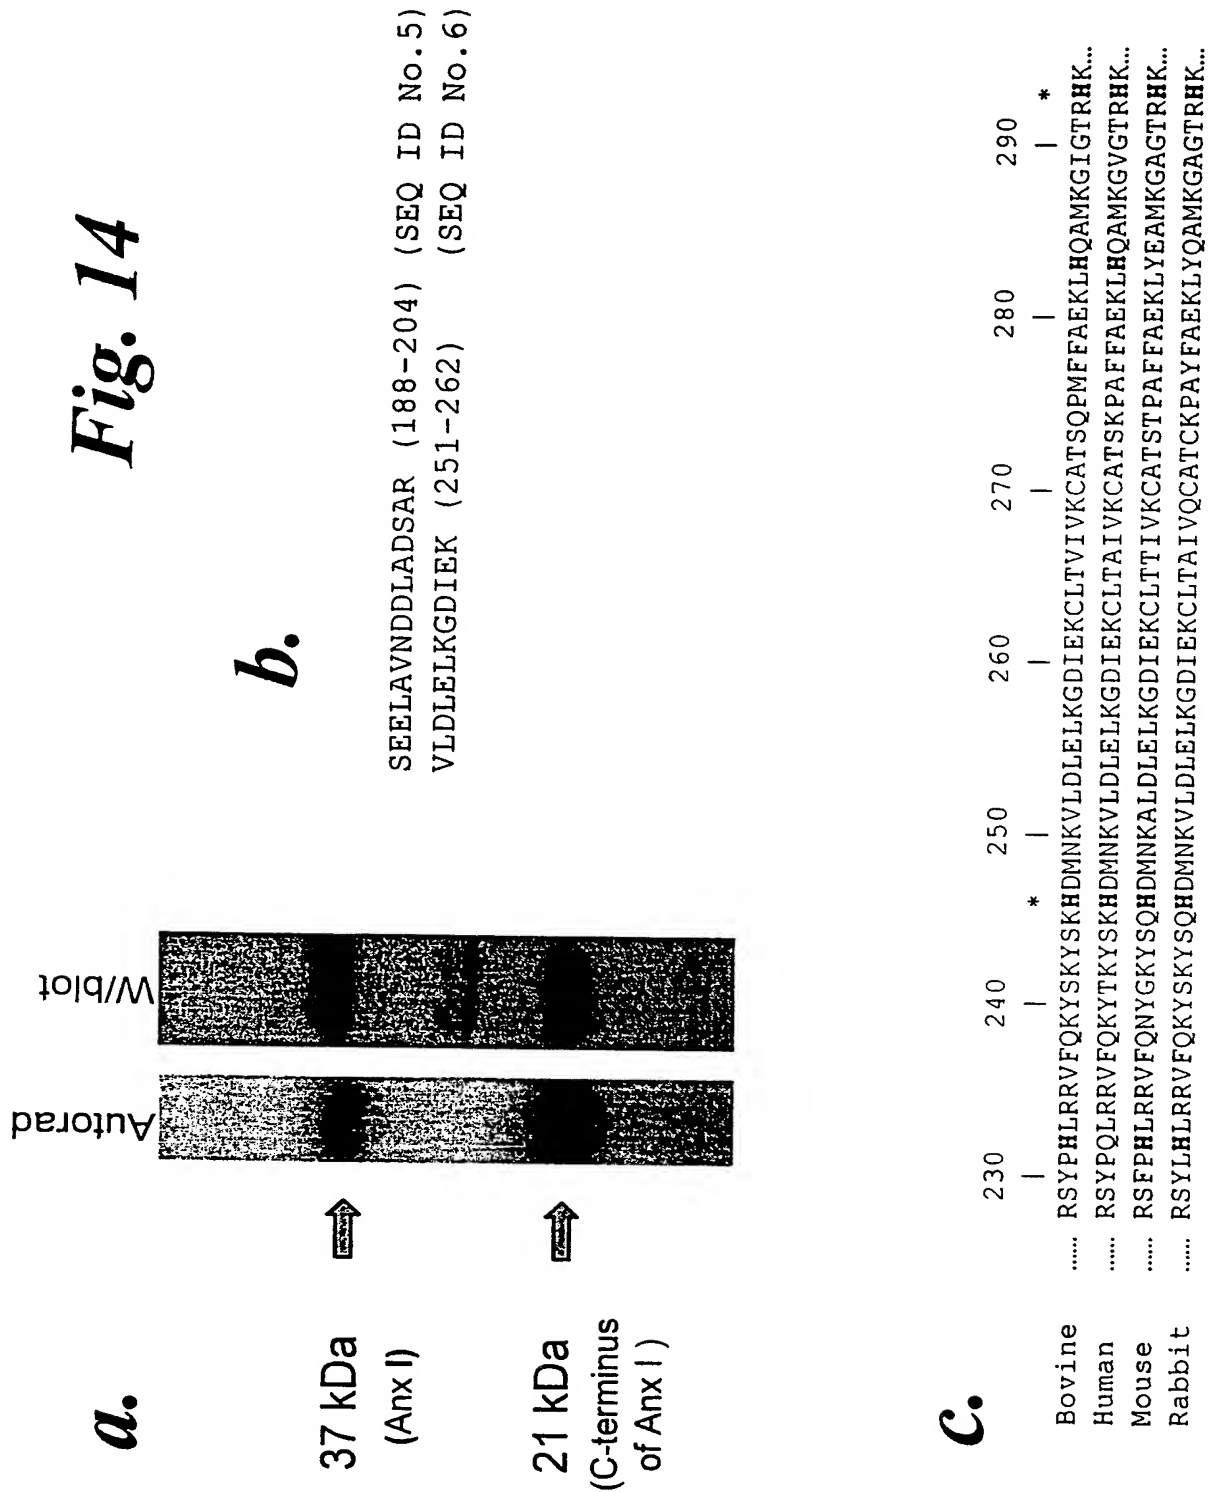 Fig. 14
a.
Autorad
W/blot
37 kDa
(Anx I)
21 kDa
(C-terminus
of Anx I)
b.
SEELAVNDDLADSAR (188-204) (SEQ ID No.5)
VLDLELKGDIEK (251-262) (SEQ ID No.6)
c.
230 240 250 260 270 280 290
* *
Bovine ...... RSYPHLRRVFQKYSKYSKHDMNKVLDLELKGDIEKCLTVIVKCATSQPMFFAEKLHQAMKGIGTRHK...
Human ...... RSYPQLRRVFQKYTKYSKHDMNKVLDLELKGDIEKCLTAIVKCATSKPAFFAEKLHQAMKGVGTRHK...
Mouse ...... RSFPHLRRVFQNYGKYSQHDMNKALDLELKGDIEKCLTTIVKCATSTPAFFAEKLYEAMKGAGTRHK...
Rabbit ...... RSYLHLRRVFQKYSKYSQHDMNKVLDLELKGDIEKCLTAIVQCATCKPAYFAEKLYQAMKGAGTRHK...